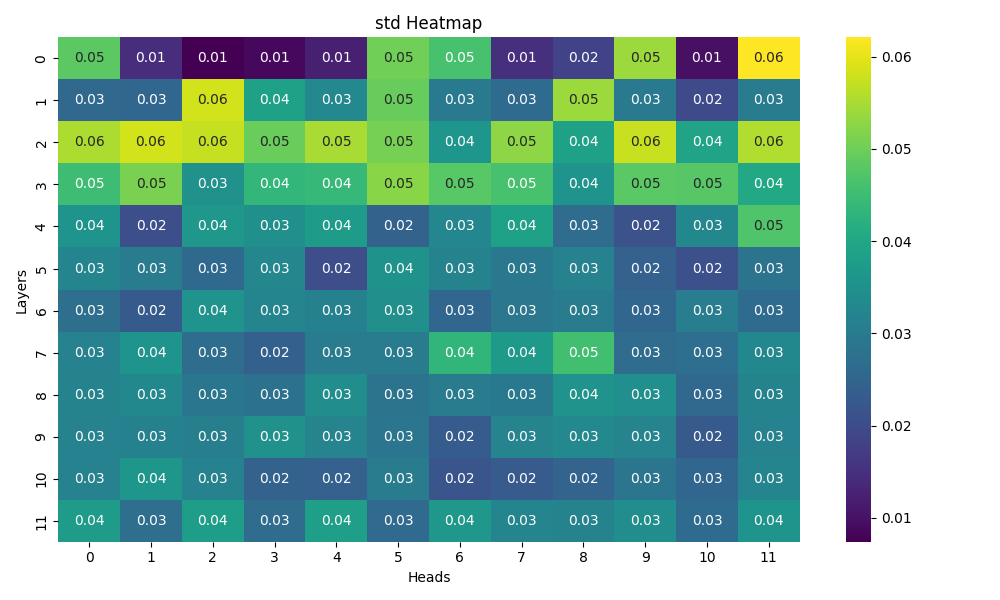 std Heatmap
0 0.05 0.01 0.01 0.01 0.01 0.05 0.05 0.01 0.02 0.05 0.01 0.06
1 0.03 0.03 0.06 0.04 0.03 0.05 0.03 0.03 0.05 0.03 0.02 0.03
2 0.06 0.06 0.06 0.05 0.05 0.05 0.04 0.05 0.04 0.06 0.04 0.06
3 0.05 0.05 0.03 0.04 0.04 0.05 0.05 0.05 0.04 0.05 0.05 0.04
4 0.04 0.02 0.04 0.03 0.04 0.02 0.03 0.04 0.03 0.02 0.03 0.05
5 0.03 0.03 0.03 0.03 0.02 0.04 0.03 0.03 0.03 0.02 0.02 0.03
6 0.03 0.02 0.04 0.03 0.03 0.03 0.03 0.03 0.03 0.03 0.03 0.03
7 0.03 0.04 0.03 0.02 0.03 0.03 0.04 0.04 0.05 0.03 0.03 0.03
8 0.03 0.03 0.03 0.03 0.03 0.03 0.03 0.03 0.04 0.03 0.03 0.03
9 0.03 0.03 0.03 0.03 0.03 0.03 0.02 0.03 0.03 0.03 0.02 0.03
10 0.03 0.04 0.03 0.02 0.02 0.03 0.02 0.02 0.02 0.03 0.03 0.03
11 0.04 0.03 0.04 0.03 0.04 0.03 0.04 0.03 0.03 0.03 0.03 0.04
0 1 2 3 4 5 6 7 8 9 10 11
Heads
Layers
0.06
0.05
0.04
0.03
0.02
0.01